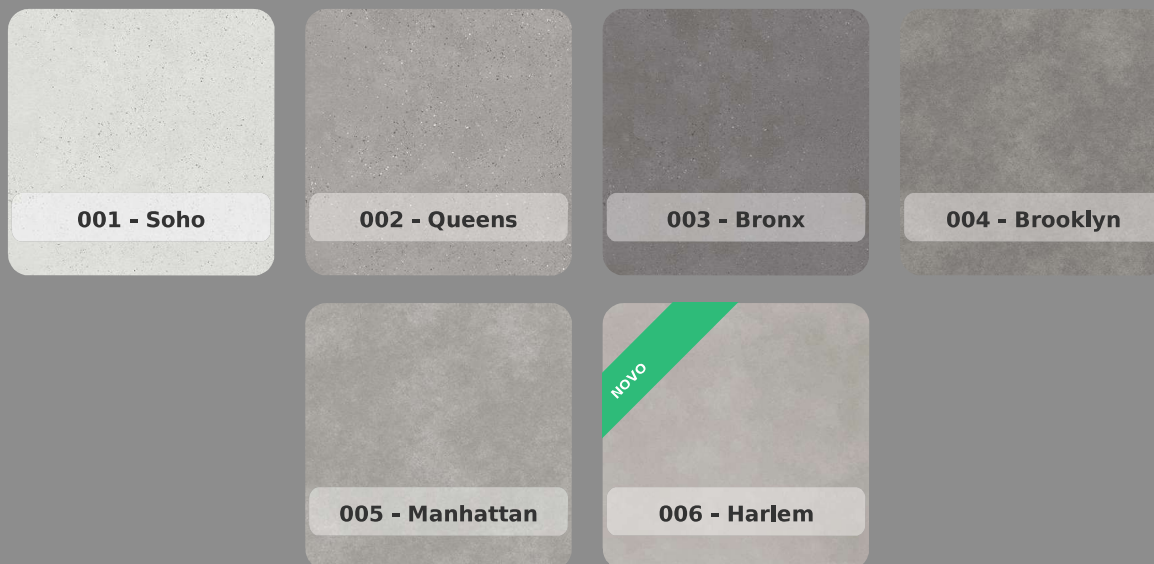 001 - Soho
002 - Queens
003 - Bronx
004 - Brooklyn
005 - Manhattan
NOVO
006 - Harlem